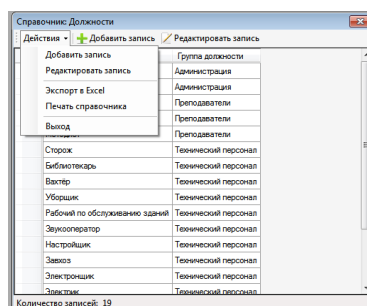 Справочник: Должности
Действия Добавить запись Редактировать запись
Добавить запись
Редактировать запись
Экспорт в Excel
Печать справочника
Выход
Группа должности
Администрация
Администрация
Преподаватели
Преподаватели
Преподаватели
Сторож Технический персонал
Библиотекарь Технический персонал
Вахтёр Технический персонал
Уборщик Технический персонал
Рабочий по обслуживанию зданий Технический персонал
Звукооператор Технический персонал
Настройщик Технический персонал
Завхоз Технический персонал
Электронщик Технический персонал
Электрик Технический персонал
Количество записей: 19